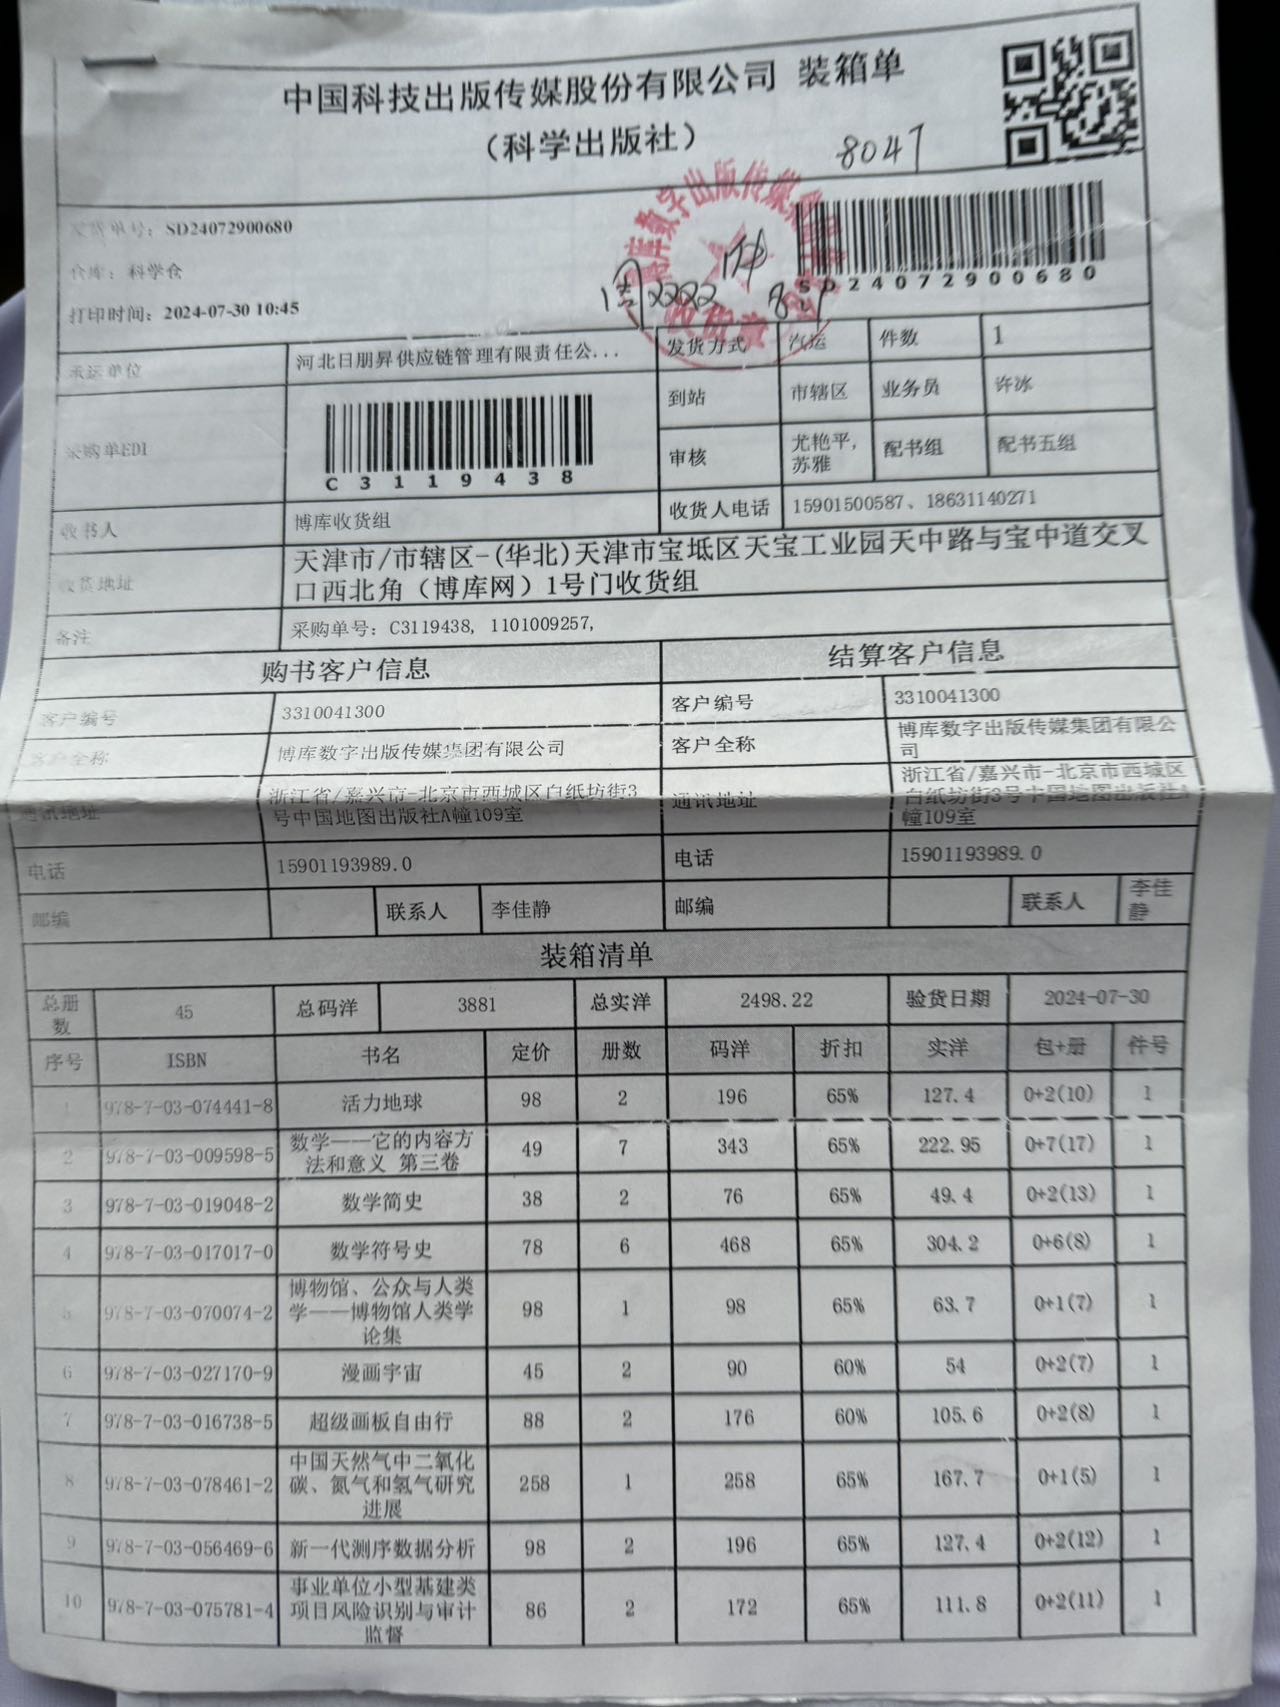 中国科技出版传媒股份有限公司 装箱单
（科学出版社）
8047
发货单号：SD24072900680
仓库：科学仓
打印时间：2024-07-30 10:45
博库数字出版传媒
收货章
1件
SD24072900680
承运单位 河北日朋昇供应链管理有限责任公... 发货方式 汽运 件数 1
采购单EDI C3119438 到站 市辖区 业务员 许冰
审核 尤艳平，苏雅 配书组 配书五组
收书人 博库收货组 收货人电话 15901500587、18631140271
收货地址 天津市/市辖区-(华北)天津市宝坻区天宝工业园天中路与宝中道交叉
口西北角（博库网）1号门收货组
备注 采购单号：C3119438, 1101009257,
购书客户信息 结算客户信息
客户编号 3310041300 客户编号 3310041300
客户全称 博库数字出版传媒集团有限公司 客户全称 博库数字出版传媒集团有限公司
通讯地址 浙江省/嘉兴市-北京市西城区白纸坊街3号中国地图出版社A幢109室 通讯地址 浙江省/嘉兴市-北京市西城区白纸坊街3号中国地图出版社A幢109室
电话 15901193989.0 电话 15901193989.0
邮编 联系人 李佳静 邮编 联系人 李佳静
装箱清单
总册数 45 总码洋 3881 总实洋 2498.22 验货日期 2024-07-30
序号 ISBN 书名 定价 册数 码洋 折扣 实洋 包+册 件号
1 978-7-03-074441-8 活力地球 98 2 196 65% 127.4 0+2(10) 1
2 978-7-03-009598-5 数学——它的内容方法和意义 第三卷 49 7 343 65% 222.95 0+7(17) 1
3 978-7-03-019048-2 数学简史 38 2 76 65% 49.4 0+2(13) 1
4 978-7-03-017017-0 数学符号史 78 6 468 65% 304.2 0+6(8) 1
5 978-7-03-070074-2 博物馆、公众与人类学——博物馆人类学论集 98 1 98 65% 63.7 0+1(7) 1
6 978-7-03-027170-9 漫画宇宙 45 2 90 60% 54 0+2(7) 1
7 978-7-03-016738-5 超级画板自由行 88 2 176 60% 105.6 0+2(8) 1
8 978-7-03-078461-2 中国天然气中二氧化碳、氮气和氢气研究进展 258 1 258 65% 167.7 0+1(5) 1
9 978-7-03-056469-6 新一代测序数据分析 98 2 196 65% 127.4 0+2(12) 1
10 978-7-03-075781-4 事业单位小型基建类项目风险识别与审计监督 86 2 172 65% 111.8 0+2(11) 1